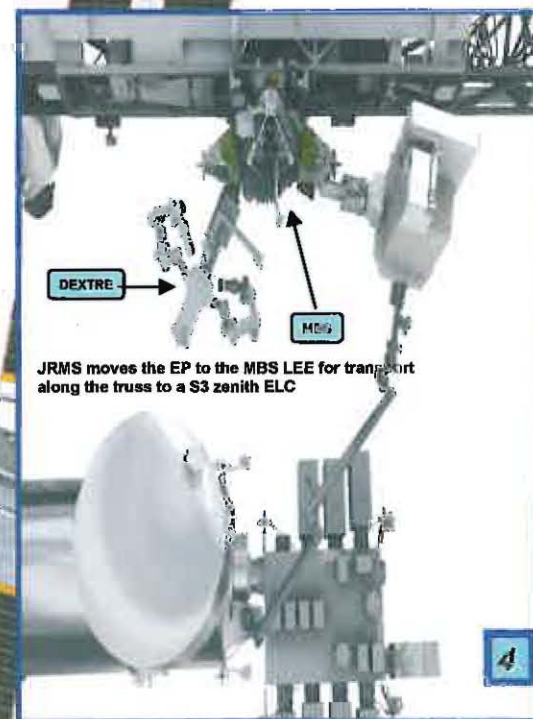 DEXTRE
MBS
JRMS moves the EP to the MBS LEE for transport
along the truss to a S3 zenith ELC
4